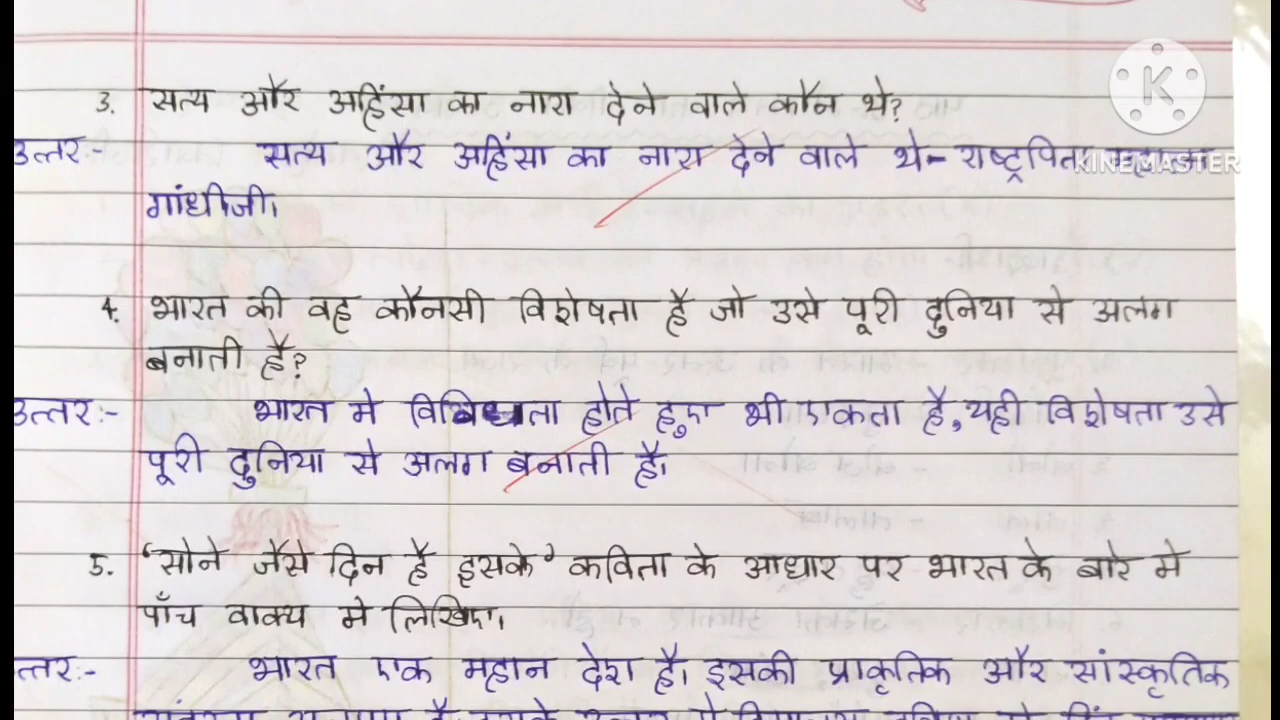 3. सत्य और अहिंसा का नारा देने वाले कौन थे?
उत्तर:- सत्य और अहिंसा का नारा देने वाले थे- राष्ट्रपिता
KINEMASTER
गांधीजी।
4. भारत की वह कौनसी विशेषता है जो उसे पूरी दुनिया से अलग
बनाती है?
उत्तर:- भारत मे विविधता होते हुए भी एकता है, यही विशेषता उसे
पूरी दुनिया से अलग बनाती है।
5. 'सोने जैसे दिन है इसके' कविता के आधार पर भारत के बारे मे
पाँच वाक्य मे लिखिए।
त्तर:- भारत एक महान देश है। इसकी प्राकृतिक और सांस्कृतिक